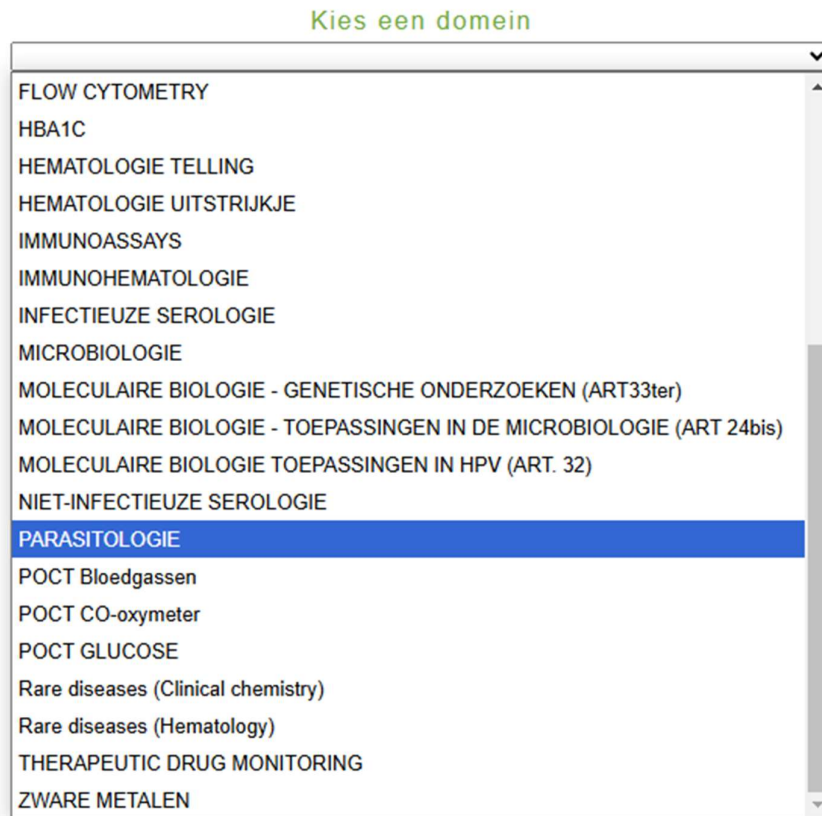 Kies een domein
FLOW CYTOMETRY
HBA1C
HEMATOLOGIE TELLING
HEMATOLOGIE UITSTRIJKJE
IMMUNOASSAYS
IMMUNOHEMATOLOGIE
INFECTIEUZE SEROLOGIE
MICROBIOLOGIE
MOLECULAIRE BIOLOGIE - GENETISCHE ONDERZOEKEN (ART33ter)
MOLECULAIRE BIOLOGIE - TOEPASSINGEN IN DE MICROBIOLOGIE (ART 24bis)
MOLECULAIRE BIOLOGIE TOEPASSINGEN IN HPV (ART. 32)
NIET-INFECTIEUZE SEROLOGIE
PARASITOLOGIE
POCT Bloedgassen
POCT CO-oxymeter
POCT GLUCOSE
Rare diseases (Clinical chemistry)
Rare diseases (Hematology)
THERAPEUTIC DRUG MONITORING
ZWARE METALEN